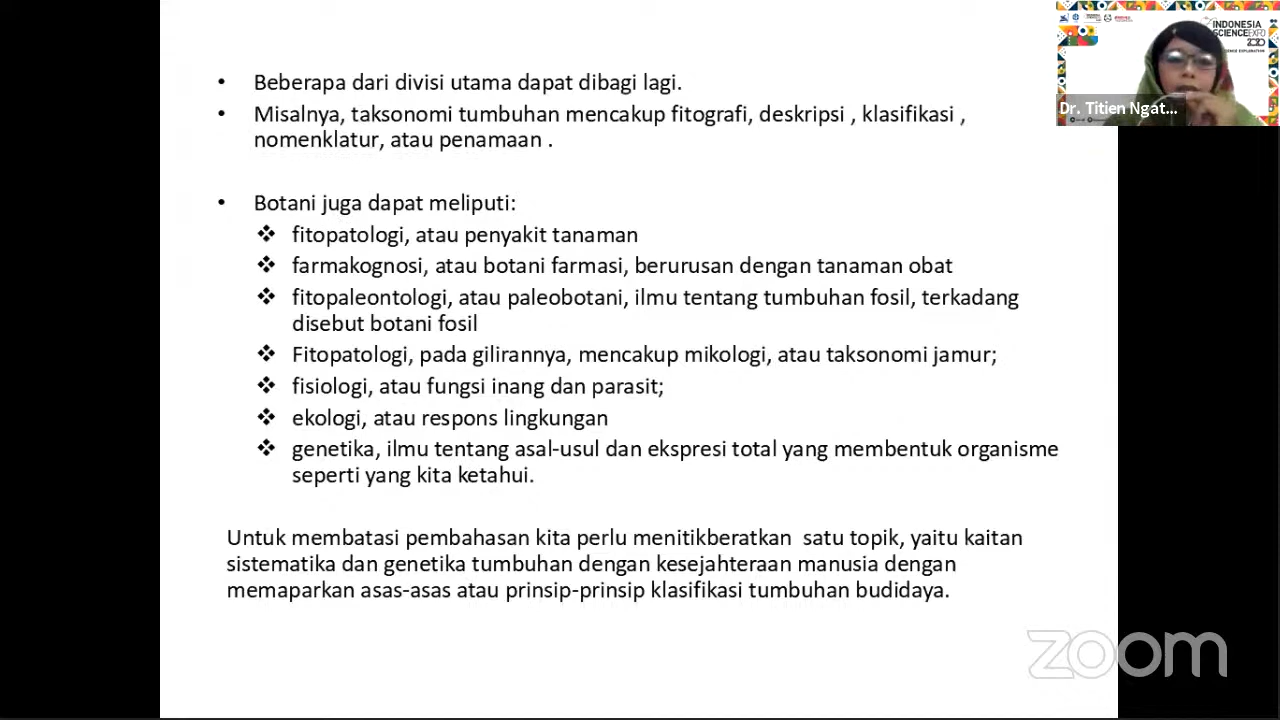 • Beberapa dari divisi utama dapat dibagi lagi.
• Misalnya, taksonomi tumbuhan mencakup fitografi, deskripsi , klasifikasi ,
nomenklatur, atau penamaan .
• Botani juga dapat meliputi:
❖ fitopatologi, atau penyakit tanaman
❖ farmakognosi, atau botani farmasi, berurusan dengan tanaman obat
❖ fitopaleontologi, atau paleobotani, ilmu tentang tumbuhan fosil, terkadang
disebut botani fosil
❖ Fitopatologi, pada gilirannya, mencakup mikologi, atau taksonomi jamur;
❖ fisiologi, atau fungsi inang dan parasit;
❖ ekologi, atau respons lingkungan
❖ genetika, ilmu tentang asal-usul dan ekspresi total yang membentuk organisme
seperti yang kita ketahui.
Untuk membatasi pembahasan kita perlu menitikberatkan satu topik, yaitu kaitan
sistematika dan genetika tumbuhan dengan kesejahteraan manusia dengan
memaparkan asas-asas atau prinsip-prinsip klasifikasi tumbuhan budidaya.
INDONESIA
SCIENCE EXPO
2020
Dr. Titien Ngat...
zoom